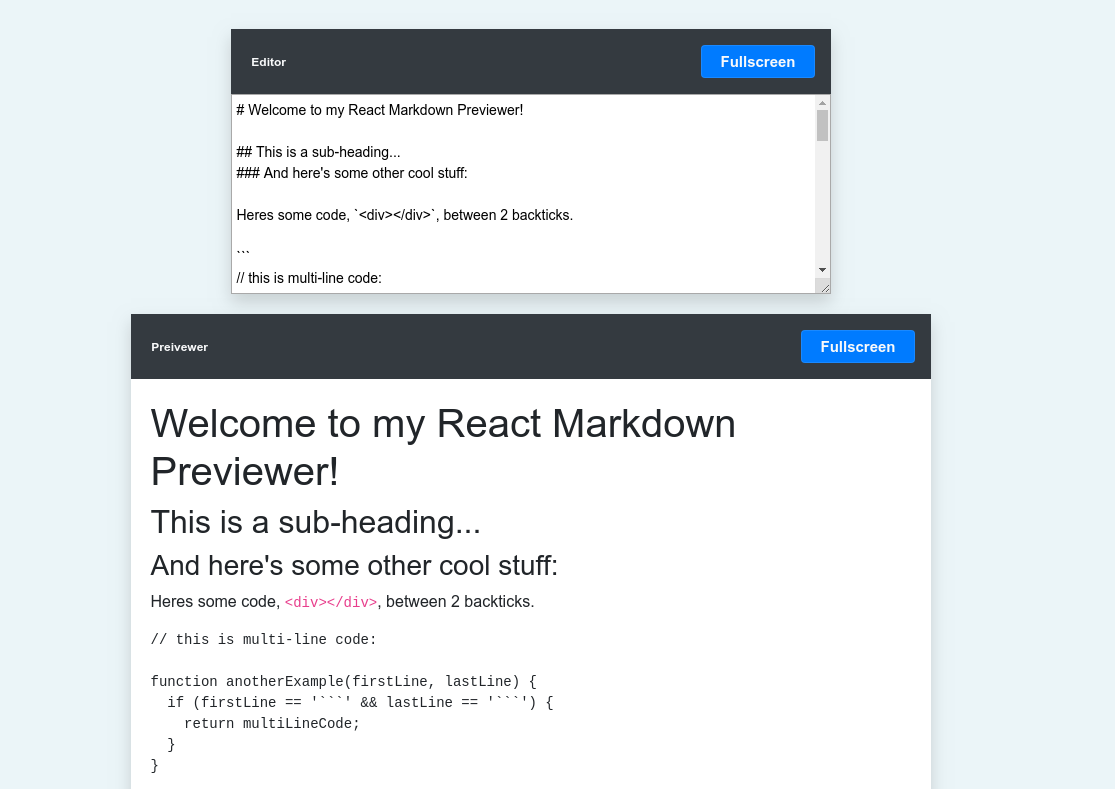 Editor
Fullscreen
# Welcome to my React Markdown Previewer!
## This is a sub-heading...
### And here's some other cool stuff:
Heres some code, `<div></div>`, between 2 backticks.
```
// this is multi-line code:
Preivewer
Fullscreen
Welcome to my React Markdown
Previewer!
This is a sub-heading...
And here's some other cool stuff:
Heres some code, <div></div>, between 2 backticks.
// this is multi-line code:
function anotherExample(firstLine, lastLine) {
  if (firstLine == '```' && lastLine == '```') {
    return multiLineCode;
  }
}